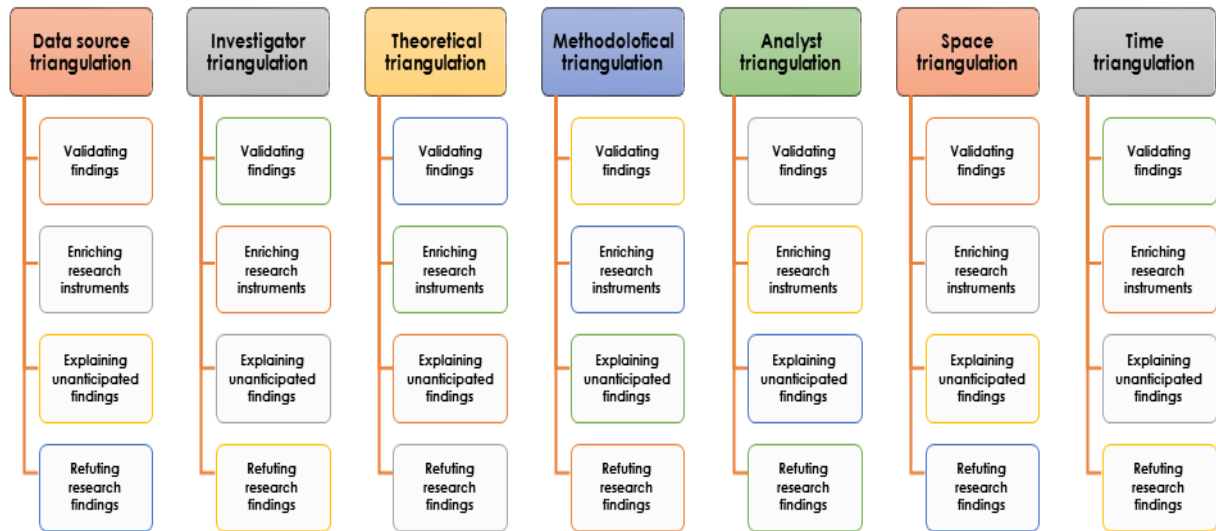 Data source
triangulation
Validating
findings
Enriching
research
instruments
Explaining
unanticipated
findings
Refuting
research
findings
Investigator
triangulation
Validating
findings
Enriching
research
instruments
Explaining
unanticipated
findings
Refuting
research
findings
Theoretical
triangulation
Validating
findings
Enriching
research
instruments
Explaining
unanticipated
findings
Refuting
research
findings
Methodolofical
triangulation
Validating
findings
Enriching
research
instruments
Explaining
unanticipated
findings
Refuting
research
findings
Analyst
triangulation
Validating
findings
Enriching
research
instruments
Explaining
unanticipated
findings
Refuting
research
findings
Space
triangulation
Validating
findings
Enriching
research
instruments
Explaining
unanticipated
findings
Refuting
research
findings
Time
triangulation
Validating
findings
Enriching
research
instruments
Explaining
unanticipated
findings
Refuting
research
findings